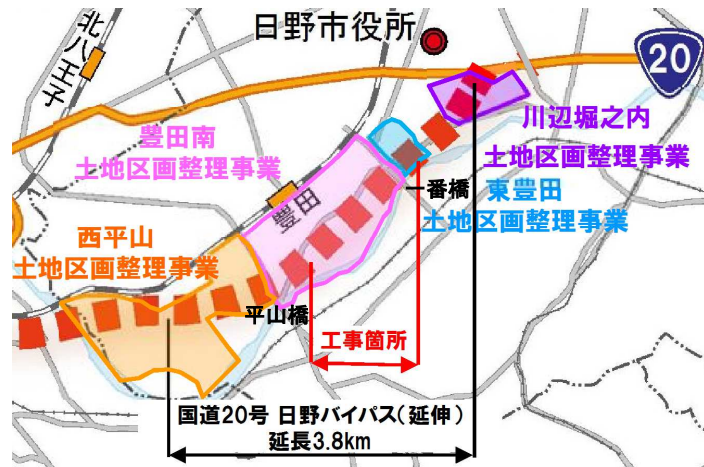 日野市役所
20
北八王子
川辺堀之内
土地区画整理事業
豊田南
土地区画整理事業
一番橋
東豊田
土地区画整理事業
豊田
西平山
土地区画整理事業
平山橋
工事箇所
国道20号 日野バイパス(延伸)
延長3.8km